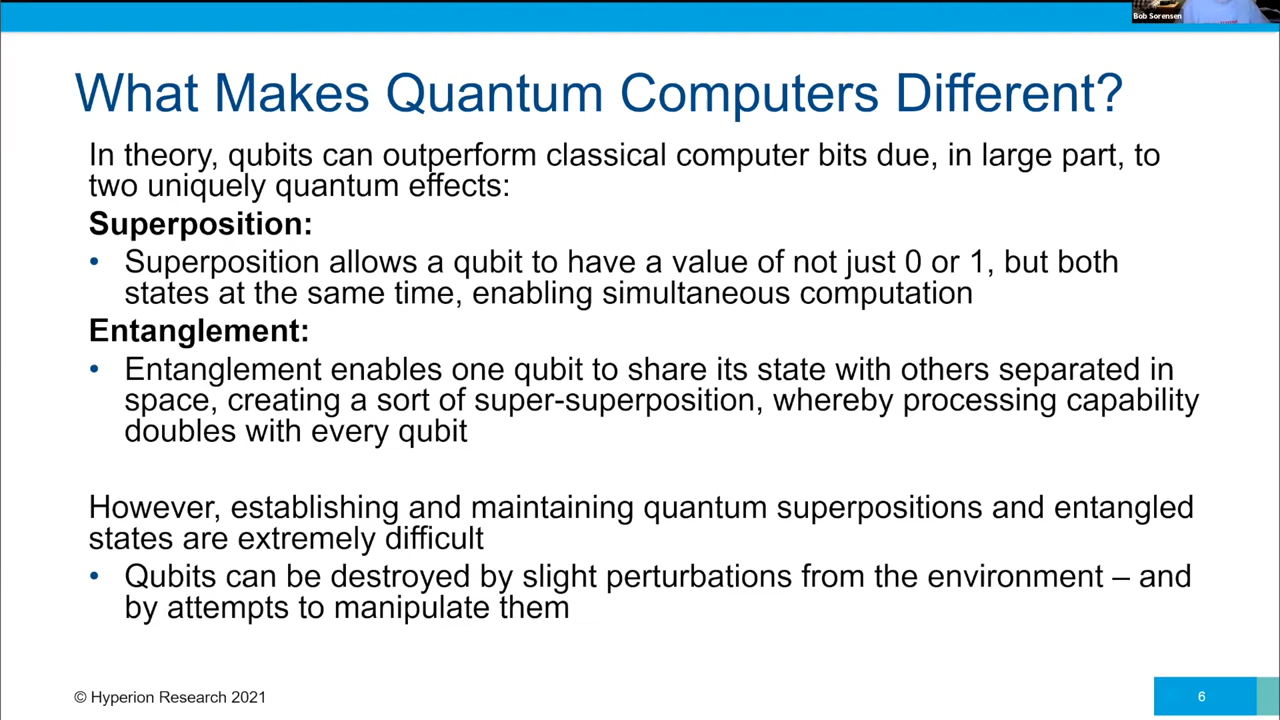 Bob Sorensen
What Makes Quantum Computers Different?
In theory, qubits can outperform classical computer bits due, in large part, to
two uniquely quantum effects:
Superposition:
• Superposition allows a qubit to have a value of not just 0 or 1, but both
states at the same time, enabling simultaneous computation
Entanglement:
• Entanglement enables one qubit to share its state with others separated in
space, creating a sort of super-superposition, whereby processing capability
doubles with every qubit
However, establishing and maintaining quantum superpositions and entangled
states are extremely difficult
• Qubits can be destroyed by slight perturbations from the environment – and
by attempts to manipulate them
© Hyperion Research 2021
6